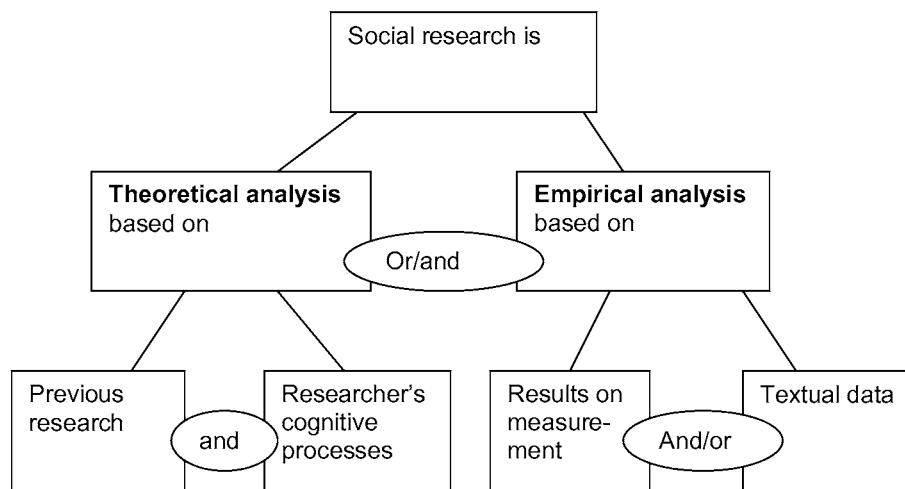 Social research is
Theoretical analysis
based on
Empirical analysis
based on
Or/and
Previous
research
and
Researcher's
cognitive
processes
Results on
measure-
ment
And/or
Textual data